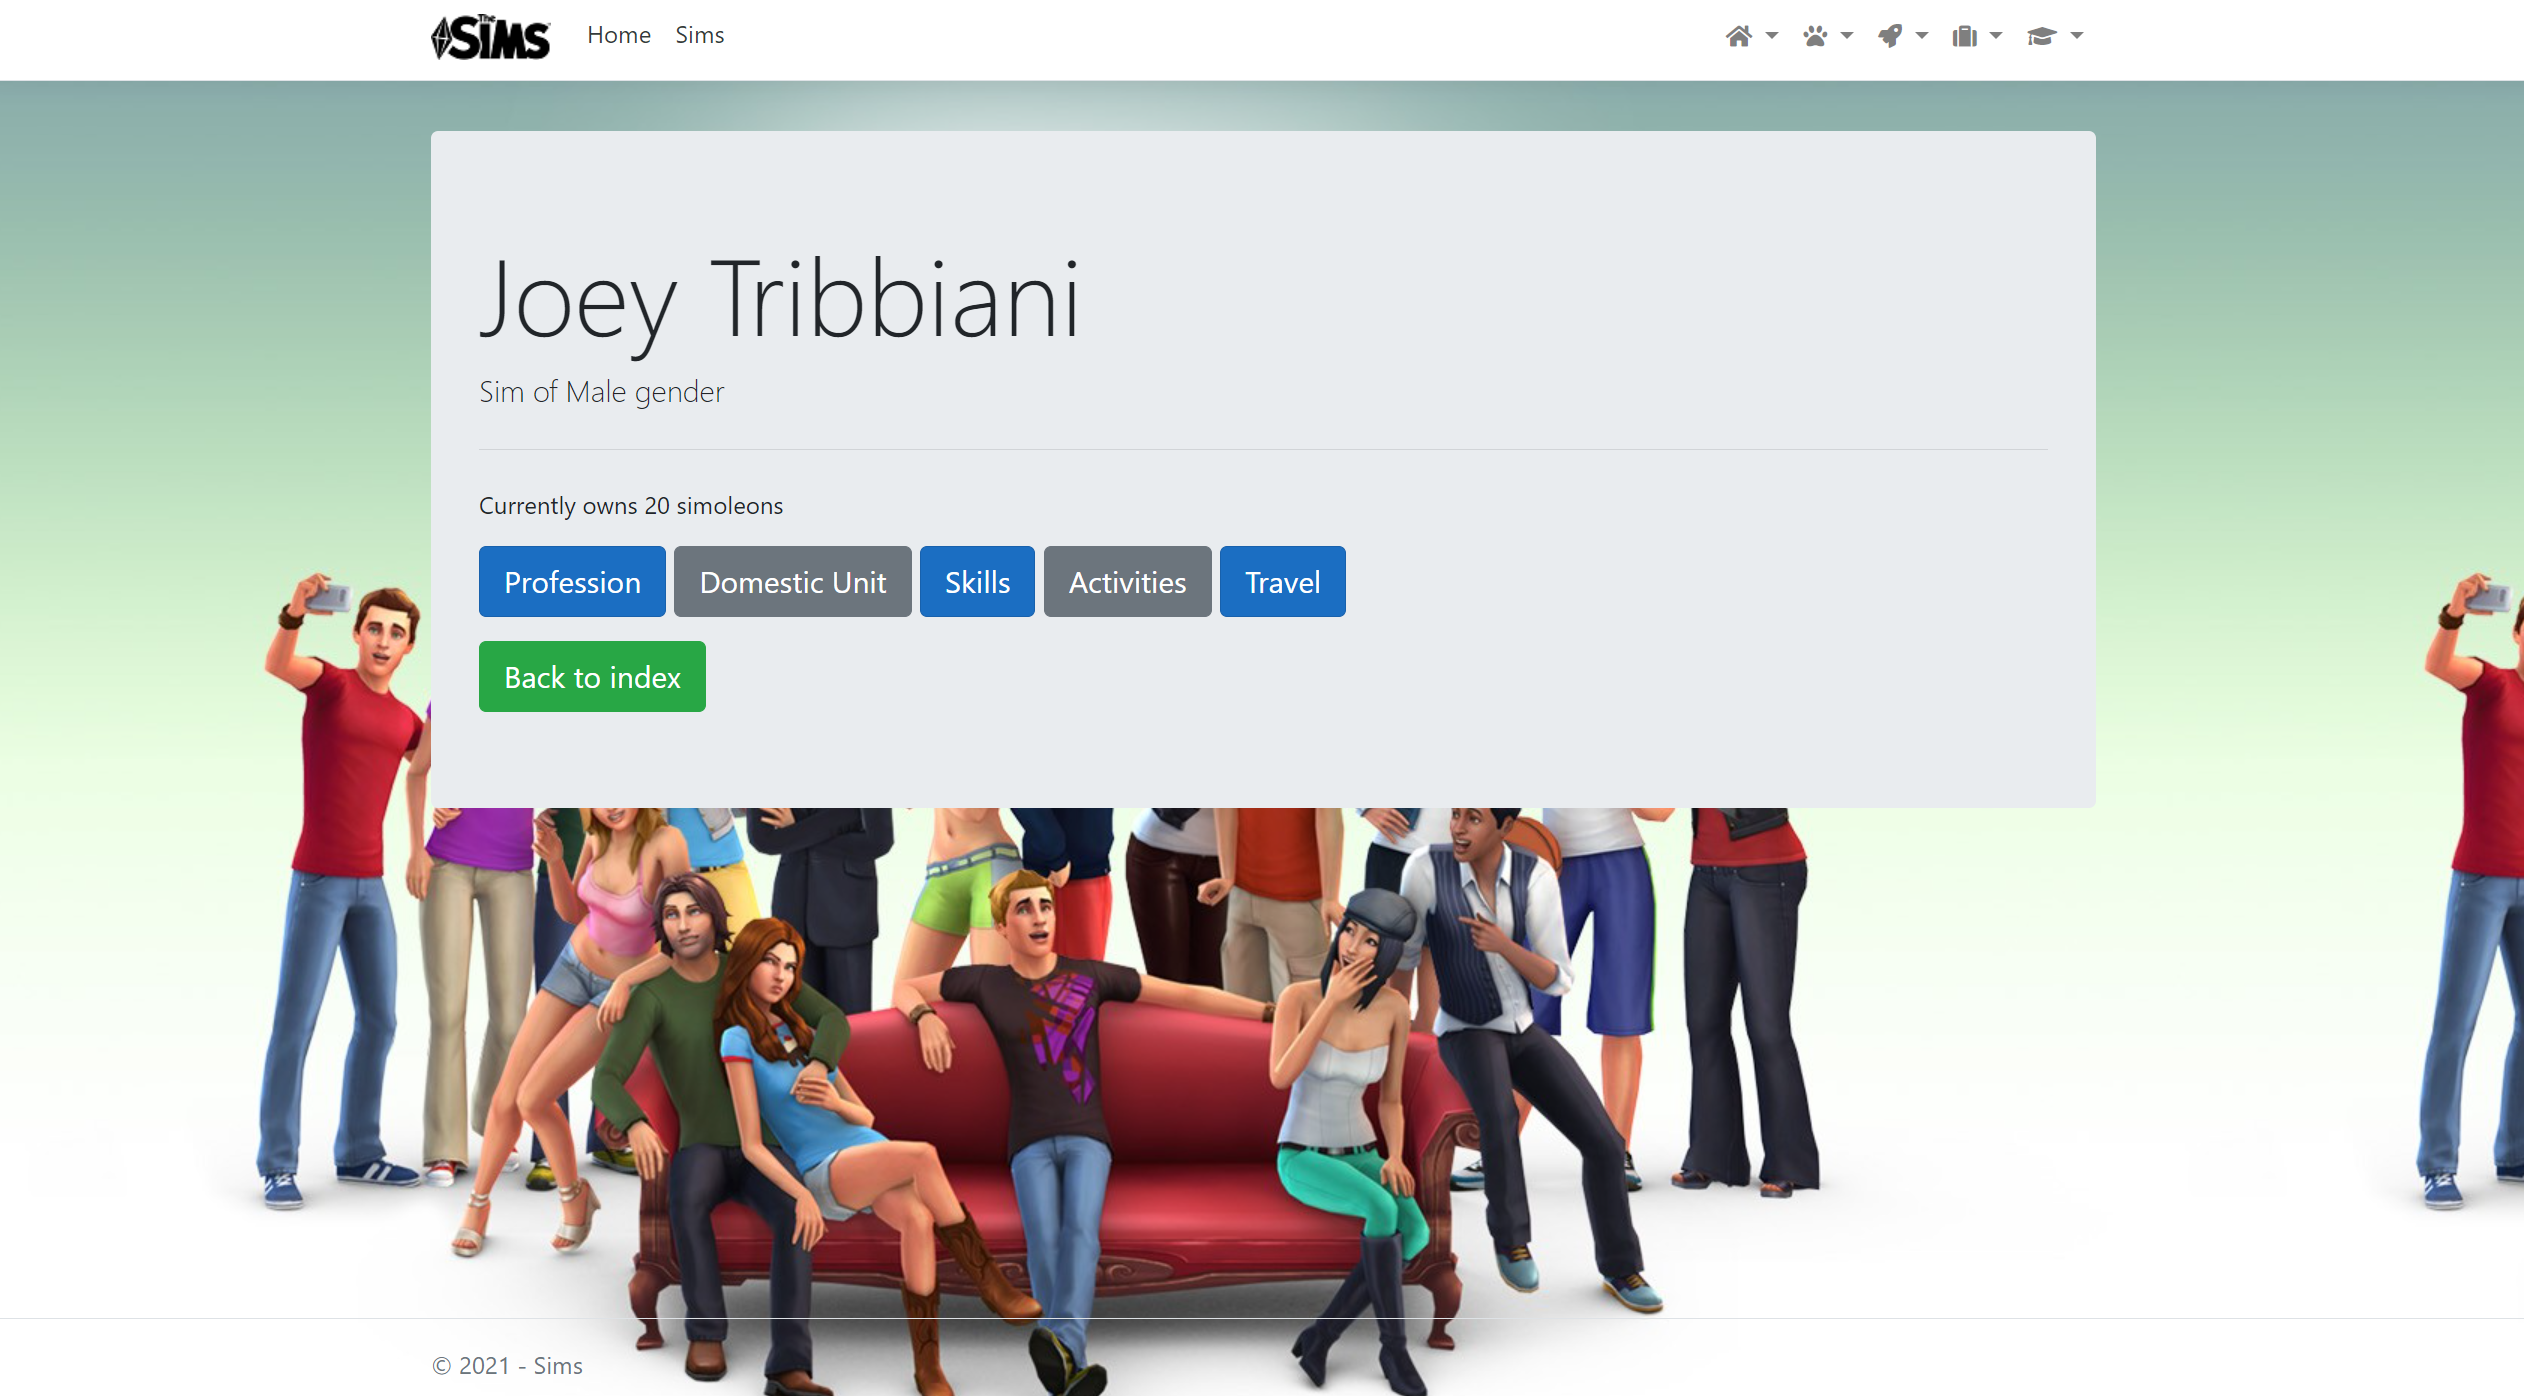 The SIMS Home Sims
Joey Tribbiani
Sim of Male gender
Currently owns 20 simoleons
Profession Domestic Unit Skills Activities Travel
Back to index
© 2021 - Sims